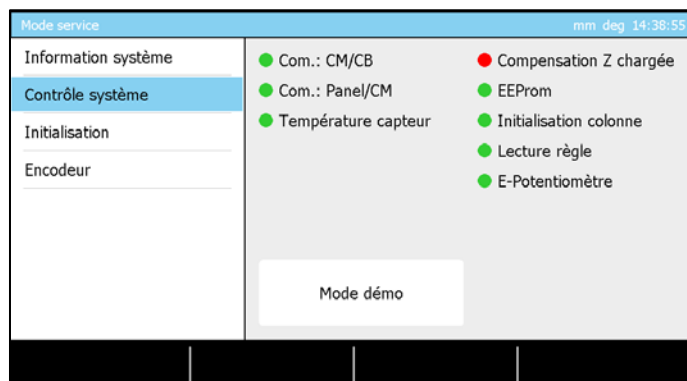 Mode service
mm deg 14:38:55
Information système
Contrôle système
Initialisation
Encodeur
Com.: CM/CB
Com.: Panel/CM
Température capteur
Compensation Z chargée
EEProm
Initialisation colonne
Lecture règle
E-Potentiomètre
Mode démo